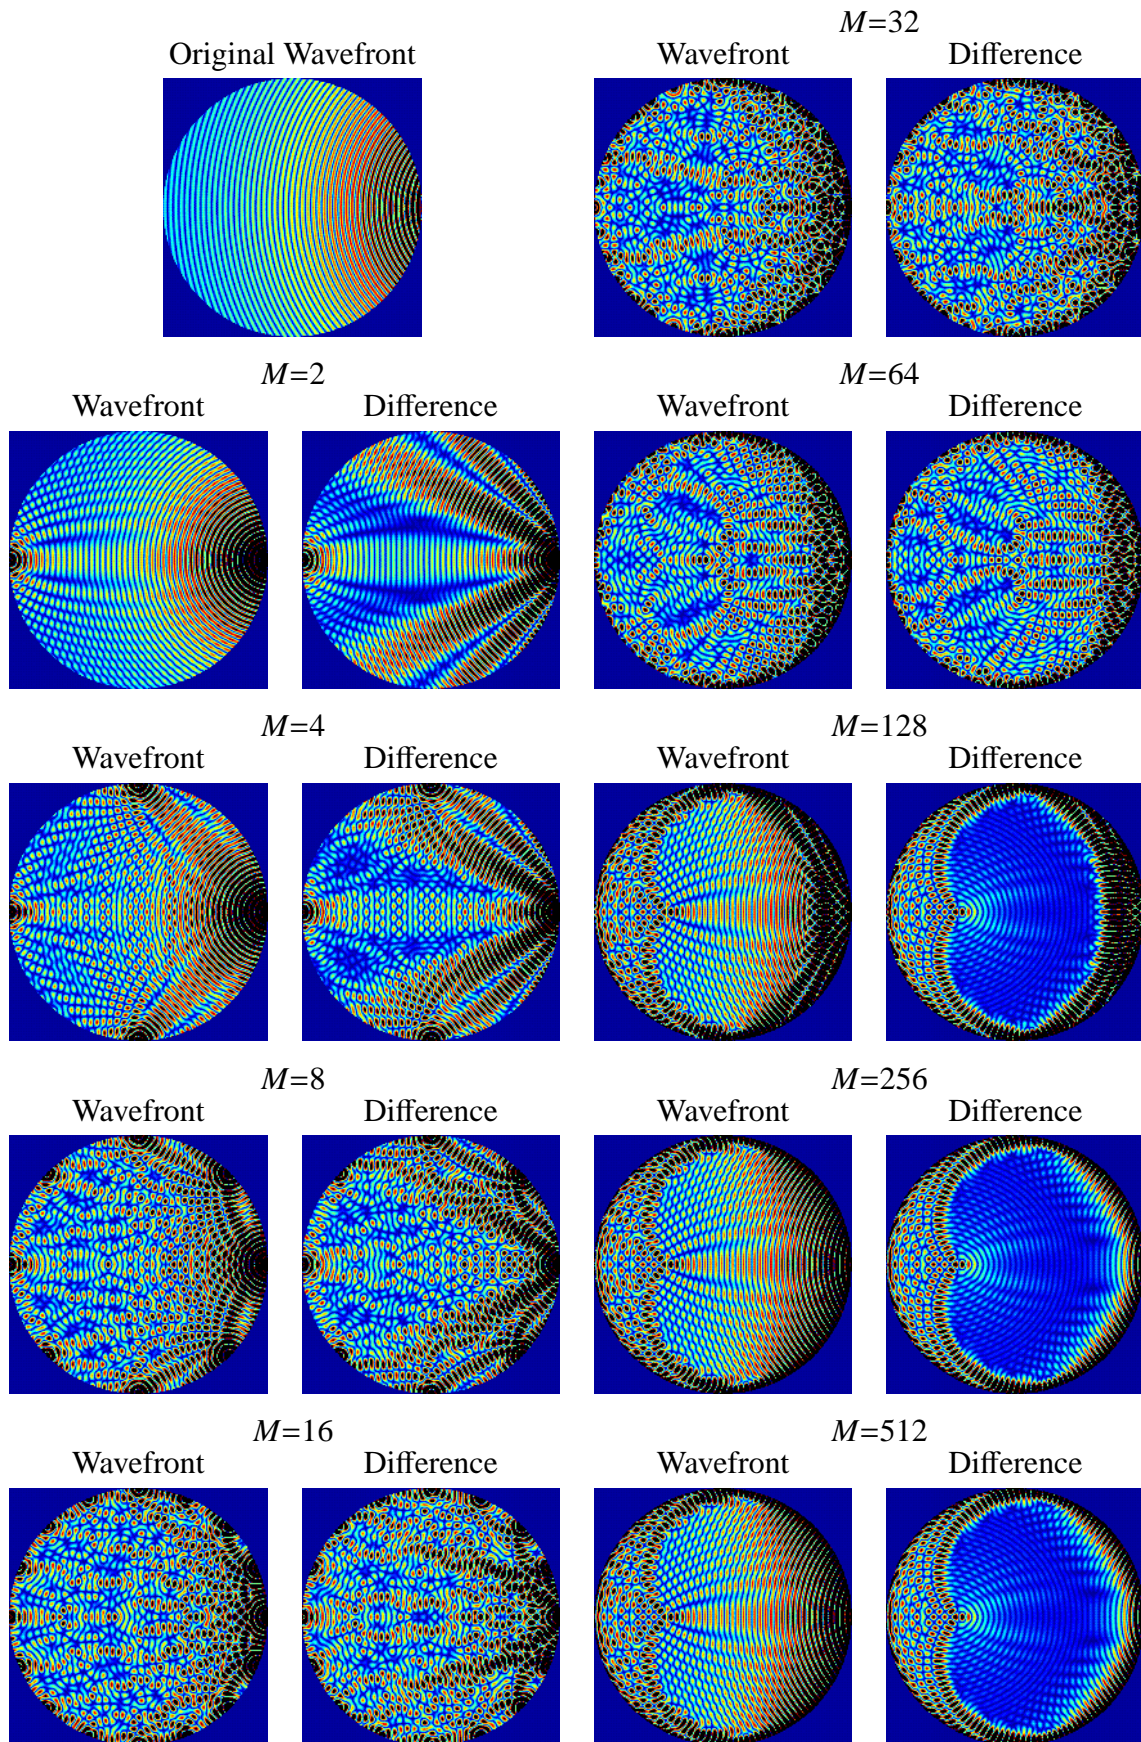 Original Wavefront
M=2
Wavefront Difference
M=4
Wavefront Difference
M=8
Wavefront Difference
M=16
Wavefront Difference
M=32
Wavefront Difference
M=64
Wavefront Difference
M=128
Wavefront Difference
M=256
Wavefront Difference
M=512
Wavefront Difference